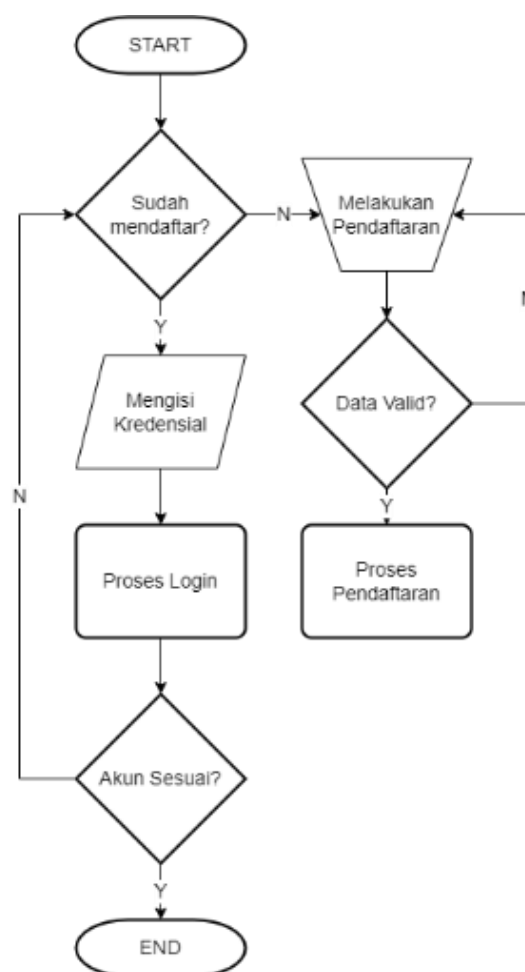 START
Sudah
mendaftar?
N
Melakukan
Pendaftaran
Y
Mengisi
Kredensial
Data Valid?
N
Y
Proses Login
Proses
Pendaftaran
Akun Sesuai?
Y
END